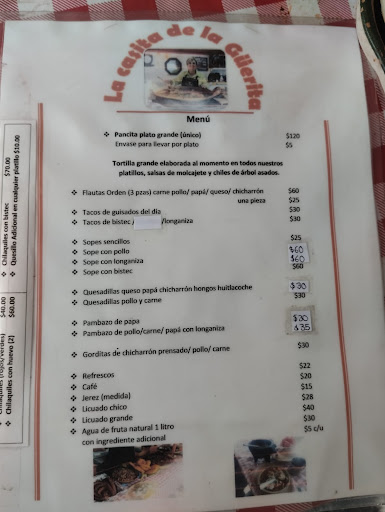 La casita de la Güerita
Menú
❖ Pancita plato grande (único) $120
Envase para llevar por plato $5
Tortilla grande elaborada al momento en todos nuestros
platillos, salsas de molcajete y chiles de árbol asados.
❖ Flautas Orden (3 pzas) carne pollo/ papá/ queso/ chicharrón $60
una pieza $25
❖ Tacos de guisados del día $30
❖ Tacos de bistec / /longaniza $30
❖ Sopes sencillos $25
❖ Sope con pollo $60
❖ Sope con longaniza $60
❖ Sope con bistec $60
❖ Quesadillas queso papá chicharrón hongos huitlacoche $30
❖ Quesadillas pollo y carne $30
❖ Pambazo de papa $30
❖ Pambazo de pollo/carne/ papá con longaniza $35
❖ Gorditas de chicharrón prensado/ pollo/ carne $30
❖ Refrescos $22
❖ Café $20
❖ Jerez (medida) $15
❖ Licuado chico $28
❖ Licuado grande $40
❖ Agua de fruta natural 1 litro $30
con ingrediente adicional $5 c/u
❖ Chilaquiles con bistec $70.00
❖ Quesillo Adicional en cualquier platillo $10.00
$40.00
❖ Chilaquiles con huevo (2) $60.00